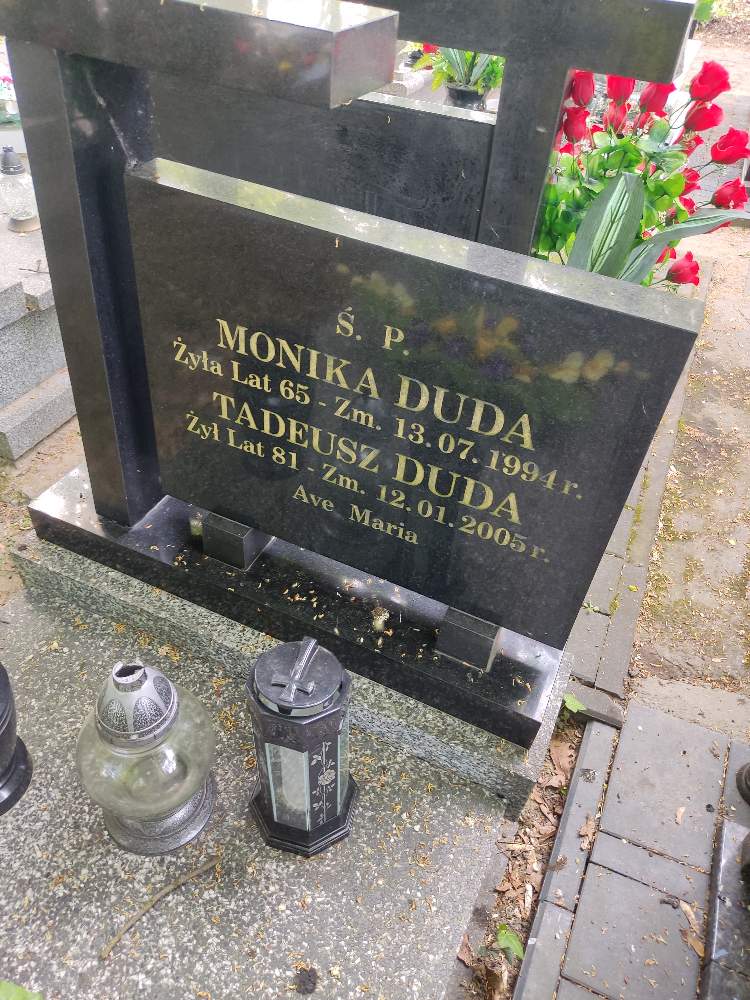 Ś. P.
MONIKA DUDA
Żyła Lat 65 - Zm. 13.07.1994 r.
TADEUSZ DUDA
Żył Lat 81 - Zm. 12.01.2005 r.
Ave Maria